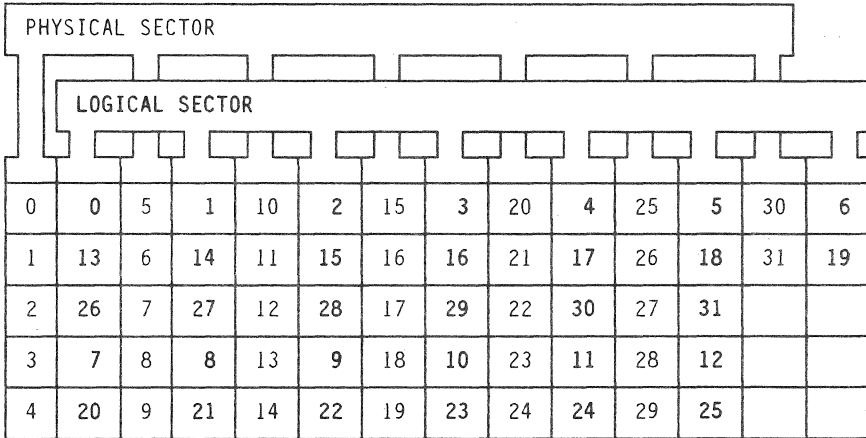 PHYSICAL SECTOR
LOGICAL SECTOR
0 0 5 1 10 2 15 3 20 4 25 5 30 6
1 13 6 14 11 15 16 16 21 17 26 18 31 19
2 26 7 27 12 28 17 29 22 30 27 31
3 7 8 8 13 9 18 10 23 11 28 12
4 20 9 21 14 22 19 23 24 24 29 25